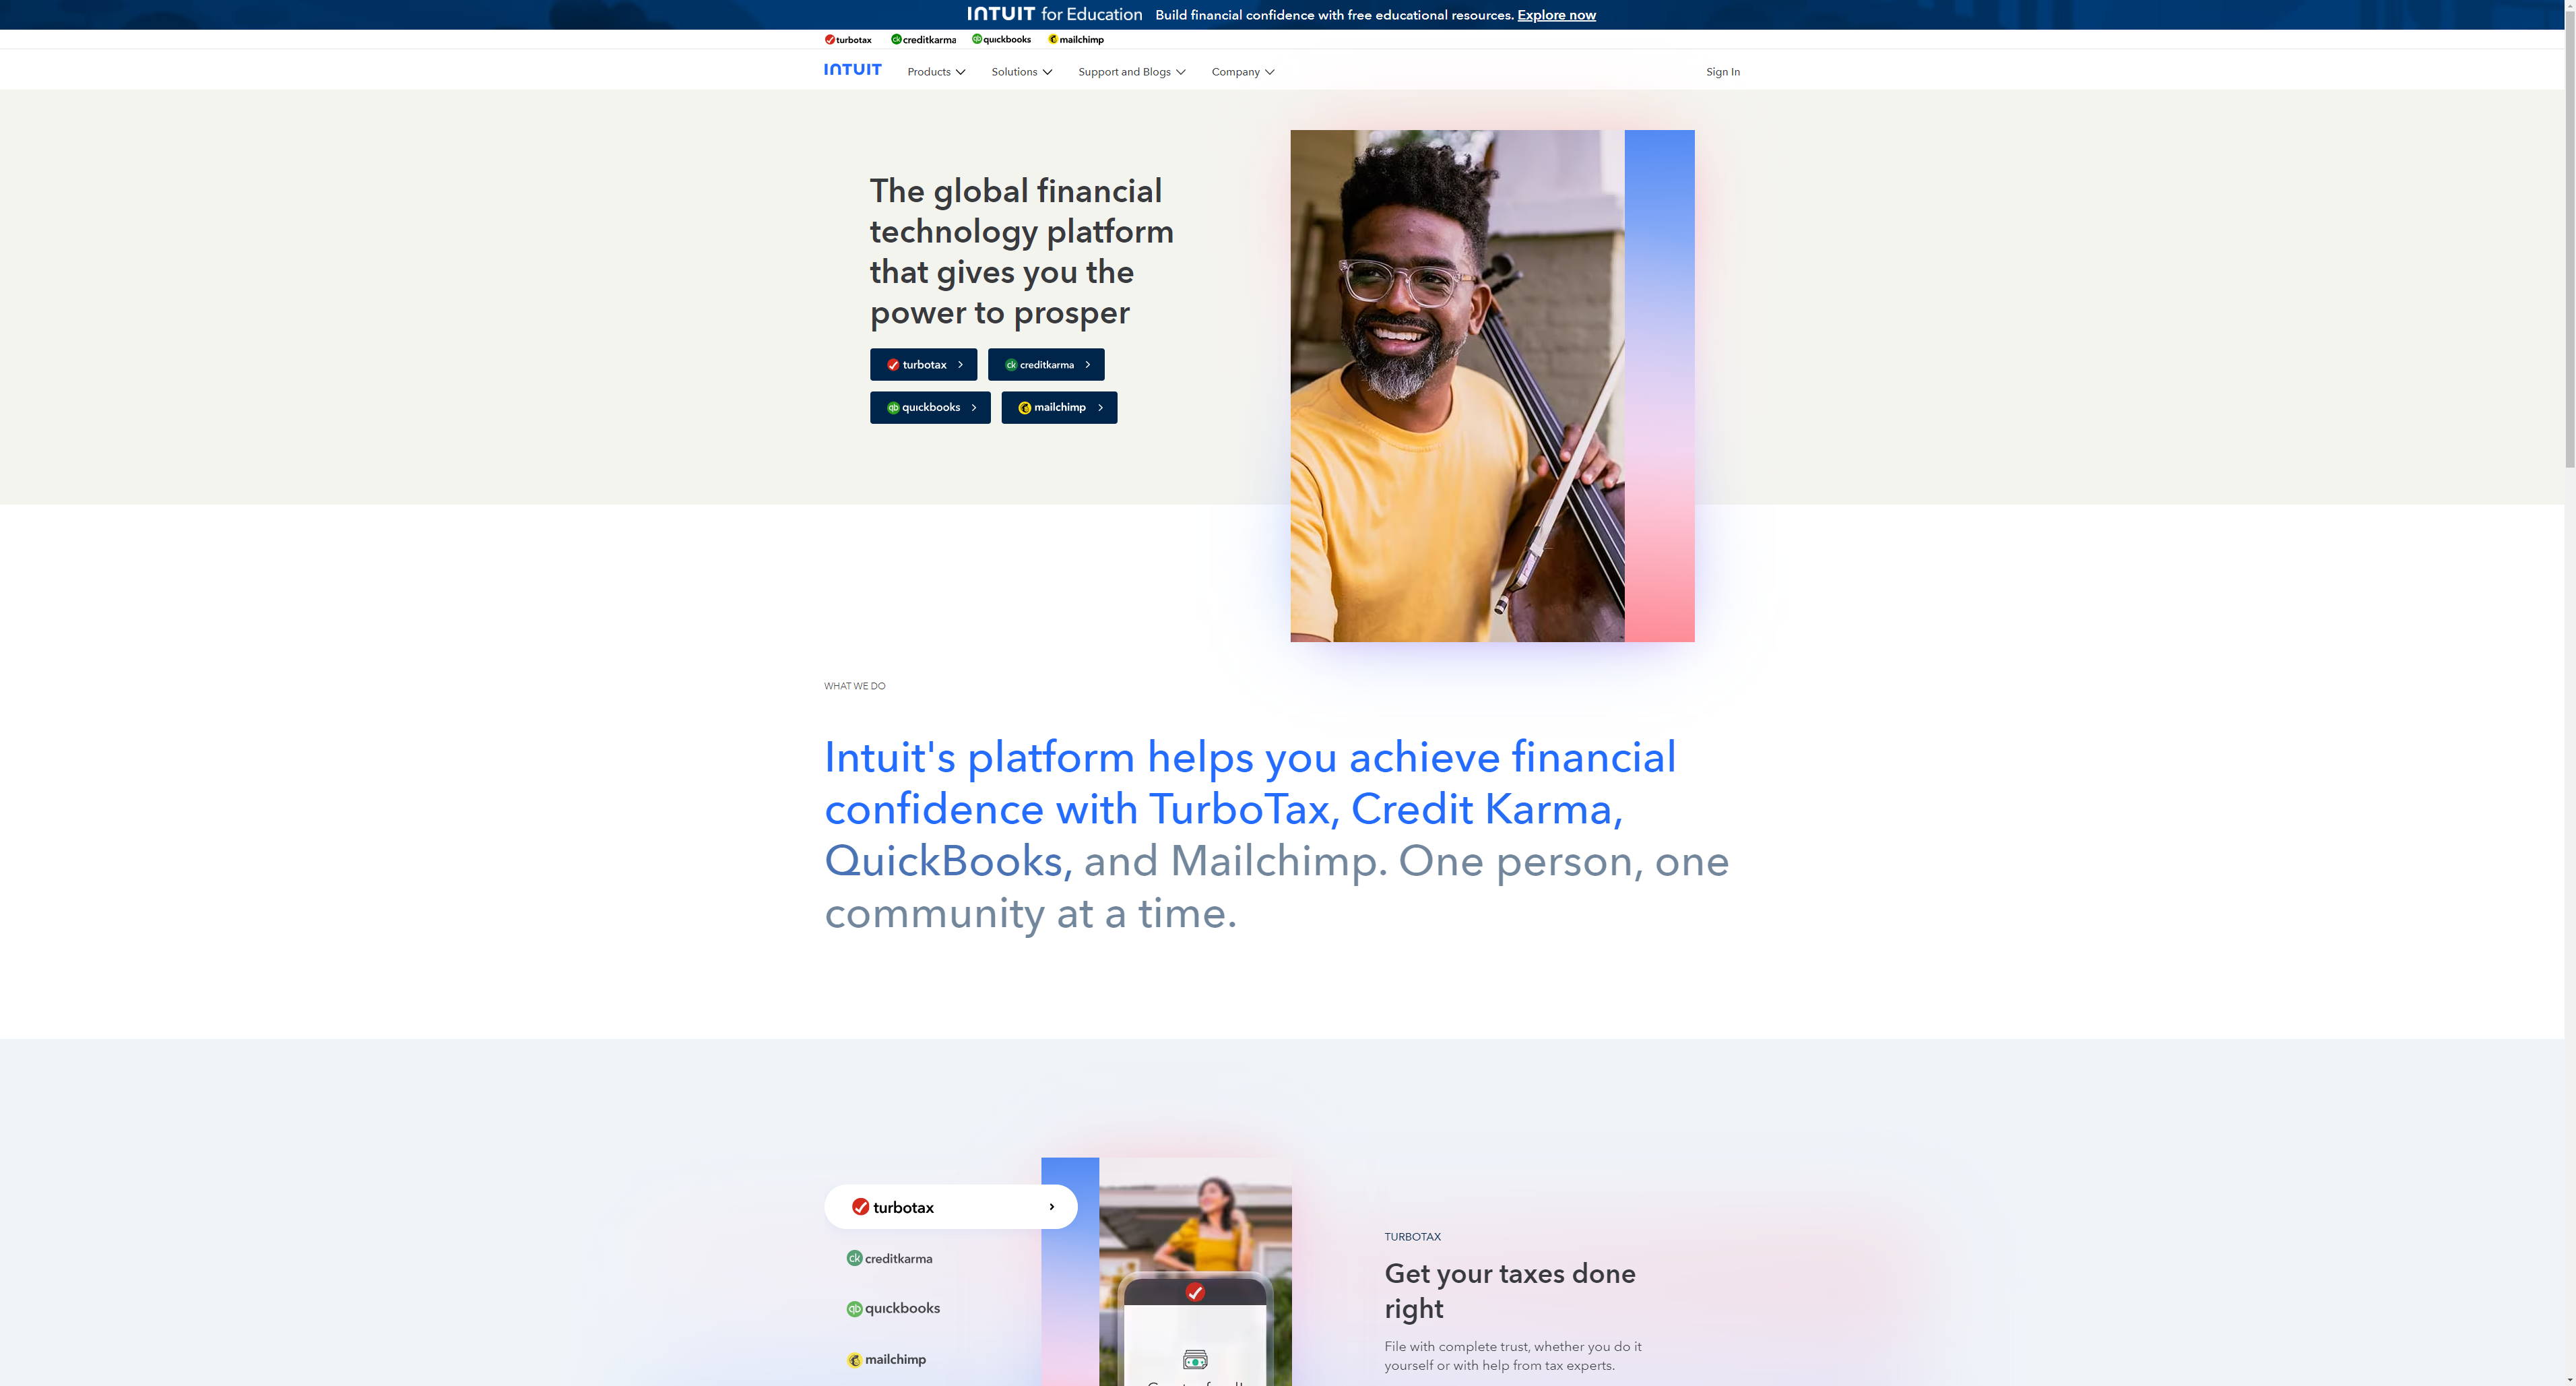 INTUIT for Education Build financial confidence with free educational resources. Explore now
turbotax creditkarma quickbooks mailchimp
INTUIT Products Solutions Support and Blogs Company Sign In
The global financial
technology platform
that gives you the
power to prosper
turbotax creditkarma
quickbooks mailchimp
WHAT WE DO
Intuit's platform helps you achieve financial
confidence with TurboTax, Credit Karma,
QuickBooks, and Mailchimp. One person, one
community at a time.
turbotax
ck creditkarma
qb quickbooks
mailchimp
TURBOTAX
Get your taxes done
right
File with complete trust, whether you do it
yourself or with help from tax experts.